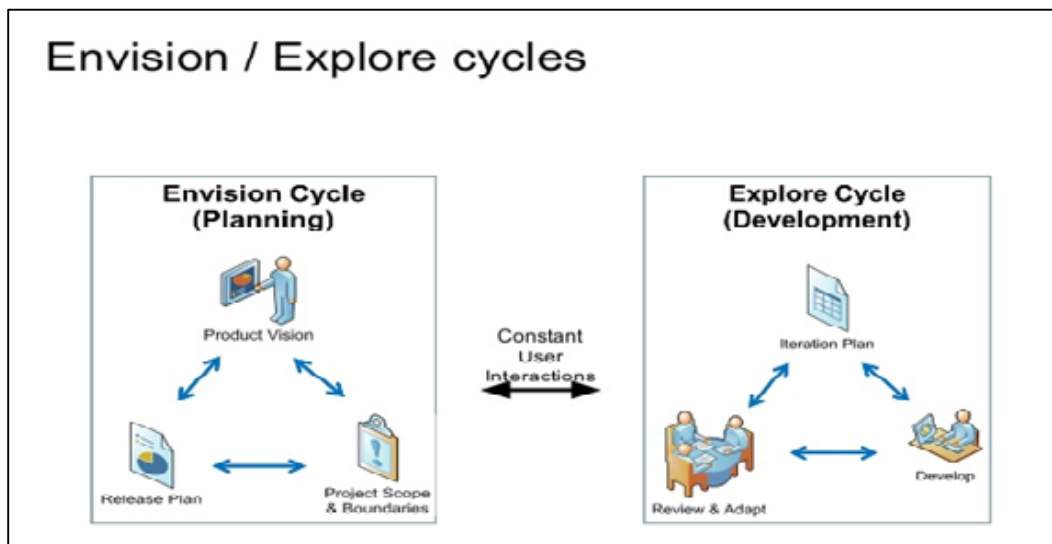 Envision / Explore cycles
Envision Cycle
(Planning)
Product Vision
Release Plan
Project Scope
& Boundaries
Constant
User
Interactions
Explore Cycle
(Development)
Iteration Plan
Review & Adapt
Develop